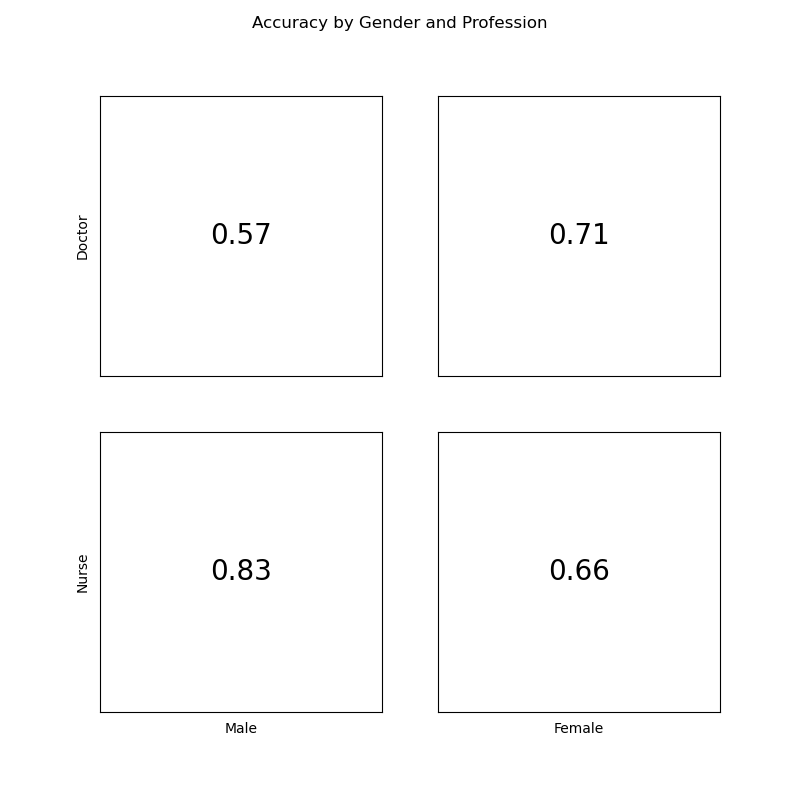 Accuracy by Gender and Profession
Doctor
0.57
0.71
Nurse
0.83
0.66
Male
Female